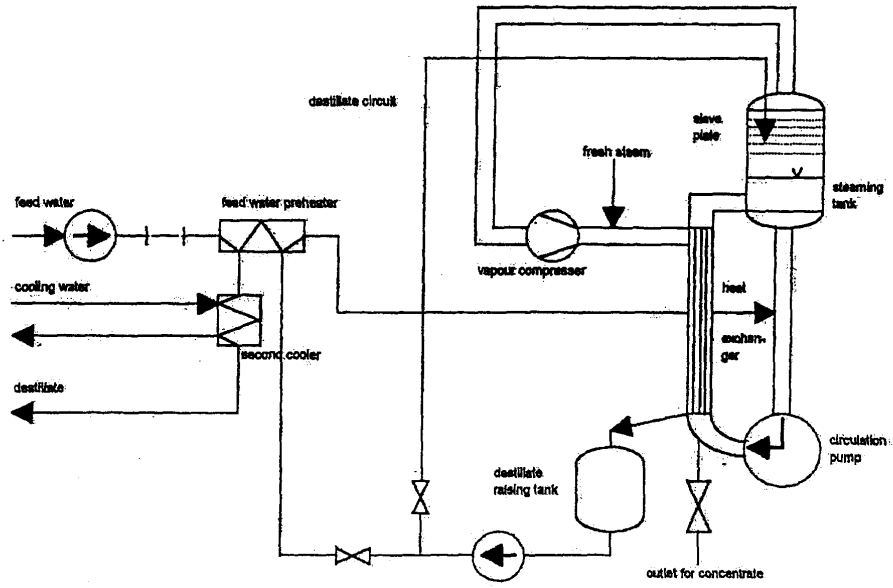 destillate circuit
sieve
plate
fresh steam
steaming
tank
feed water
feed water preheater
vapour compresser
cooling water
heat
exchan-
ger
second cooler
destillate
circulation
pump
destillate
raising tank
outlet for concentrate